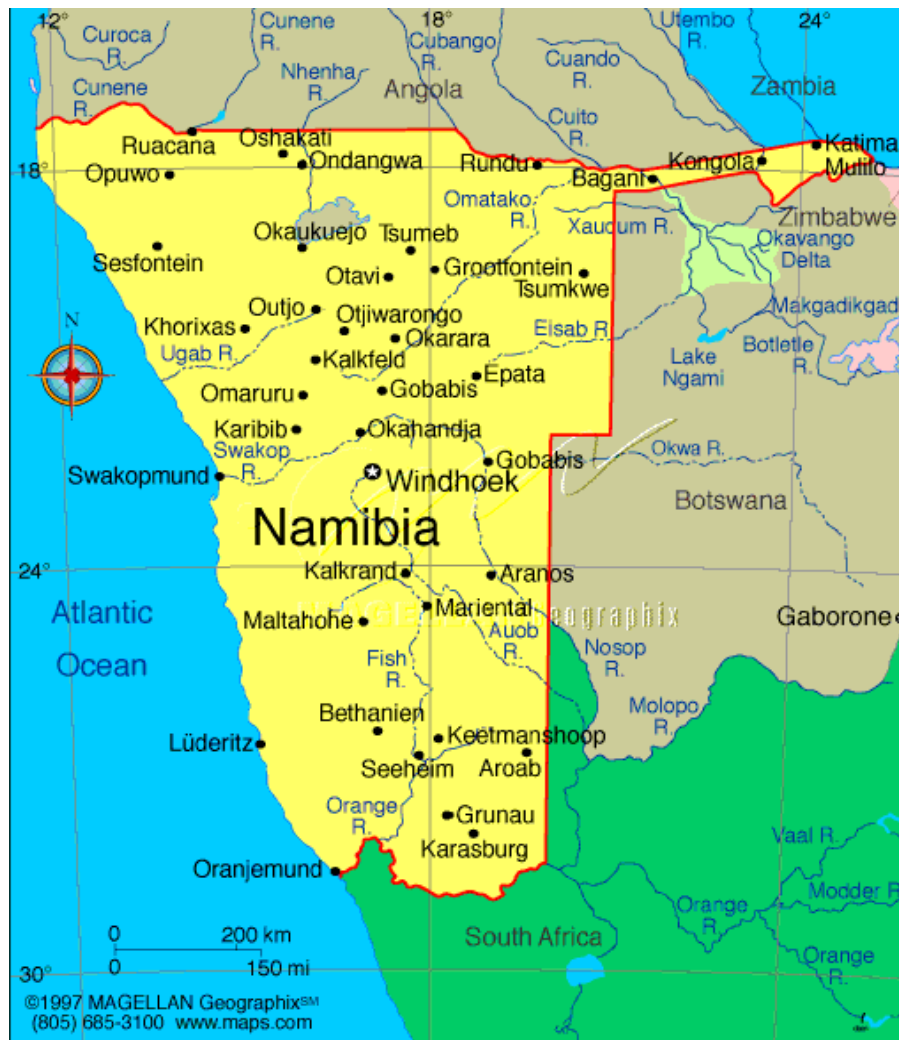 12°
18°
24°
Curoca
R.
Cunene
R.
Cunene
R.
Nhenha
R.
Cubango
R.
Angola
Cuando
R.
Cuito
R.
Utembo
R.
Zambia
Ruacana
Oshakati
Ondangwa
Rundu
Kongola
Katima
Mulilo
18°
Opuwo
Bagani
Omatako
R.
Xaudum R.
Zimbabwe
Okavango
Delta
Sesfontein
Okaukuejo
Tsumeb
Otavi
Grootfontein
Tsumkwe
Makgadikgad
N
Khorixas
Outjo
Otjiwarongo
Okarara
Eisab R
Botletle
R.
Ugab R.
Kalkfeld
Lake
Ngami
Omaruru
Gobabis
Epata
Karibib
Okahandja
Swakop
R.
Gobabis
Okwa R.
Swakopmund
Windhoek
Botswana
Namibia
24°
Kalkrand
Aranos
Atlantic
Ocean
Maltahohe
Mariental
Geographix
Auob
R.
Gaborone
Fish
R.
Nosop
R.
Molopo
R.
Bethanien
Lüderitz
Keetmanshoop
Seeheim
Aroab
Orange
R.
Grunau
Karasburg
Vaal R.
Oranjemund
Modder R
Orange
R.
South Africa
Orange
R.
0 200 km
0 150 mi
30°
©1997 MAGELLAN Geographix℠
(805) 685-3100 www.maps.com